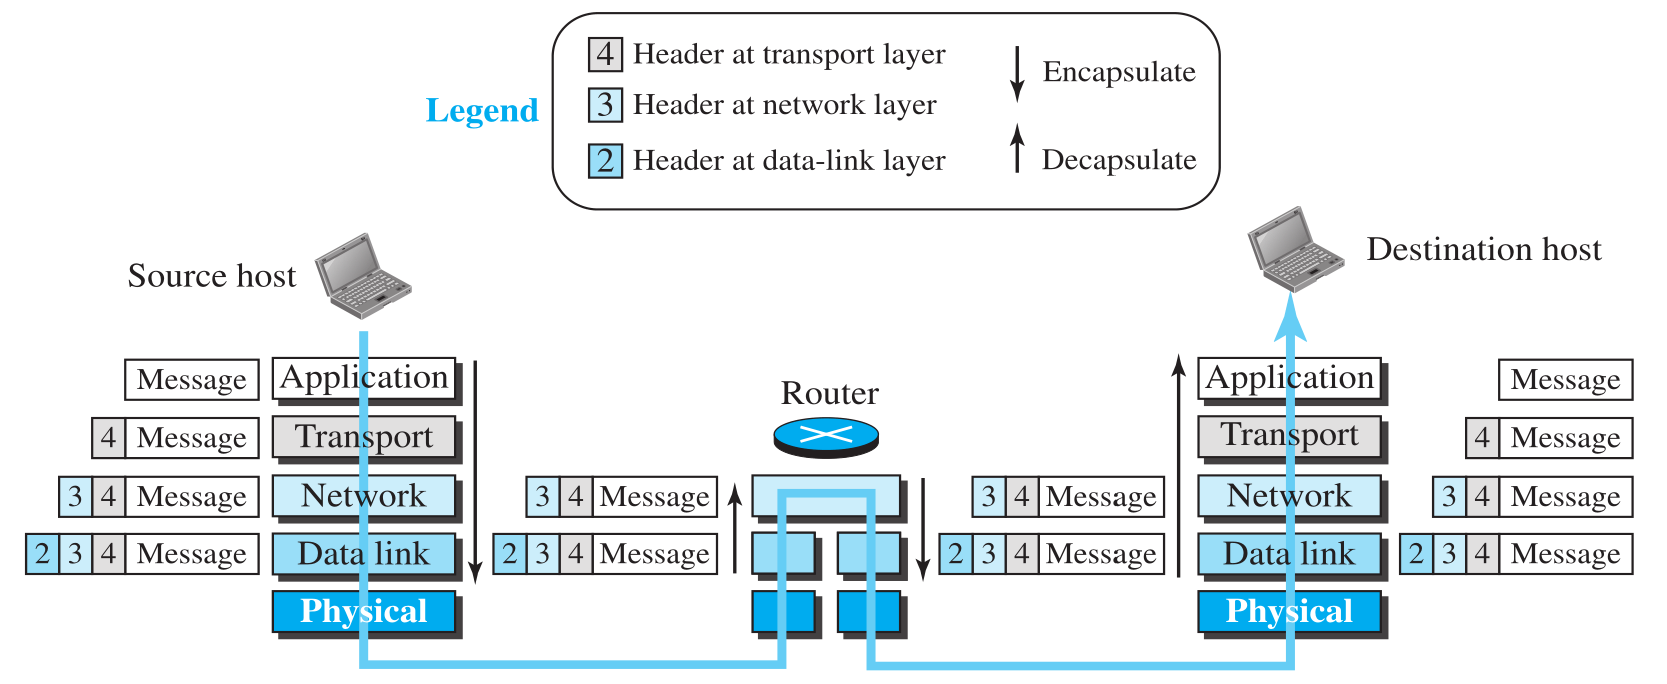 4 Header at transport layer
Encapsulate
3 Header at network layer
Legend
2 Header at data-link layer
Decapsulate
Source host
Destination host
Router
Message Application
Application Message
4 Message Transport
Transport 4 Message
3 4 Message Network
3 4 Message
3 4 Message
Network 3 4 Message
2 3 4 Message Data link
2 3 4 Message
2 3 4 Message
Data link 2 3 4 Message
Physical
Physical